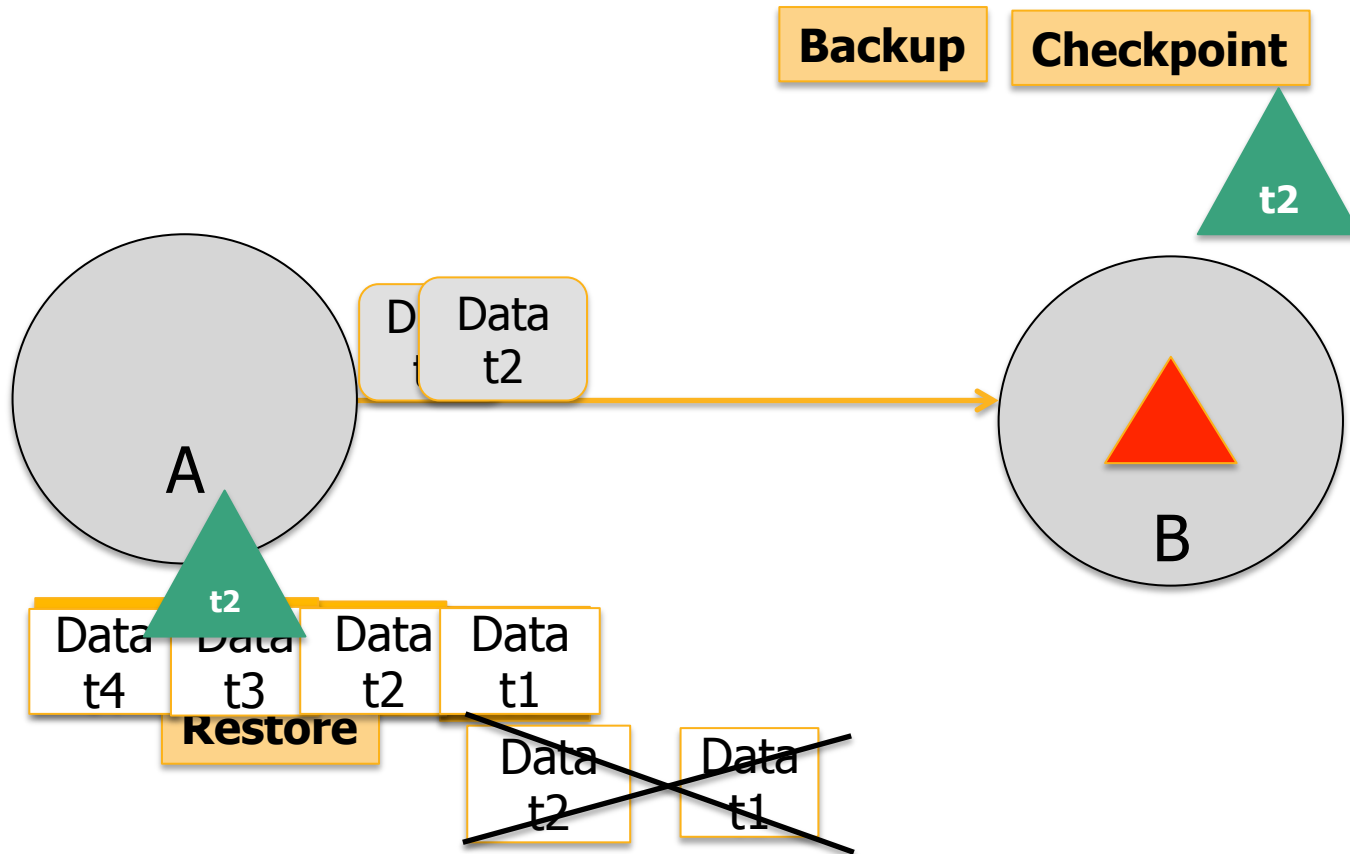 Backup
Checkpoint
t2
Data
t2
A
B
t2
Data
t4
Data
t3
Data
t2
Data
t1
Restore
Data
t2
Data
t1